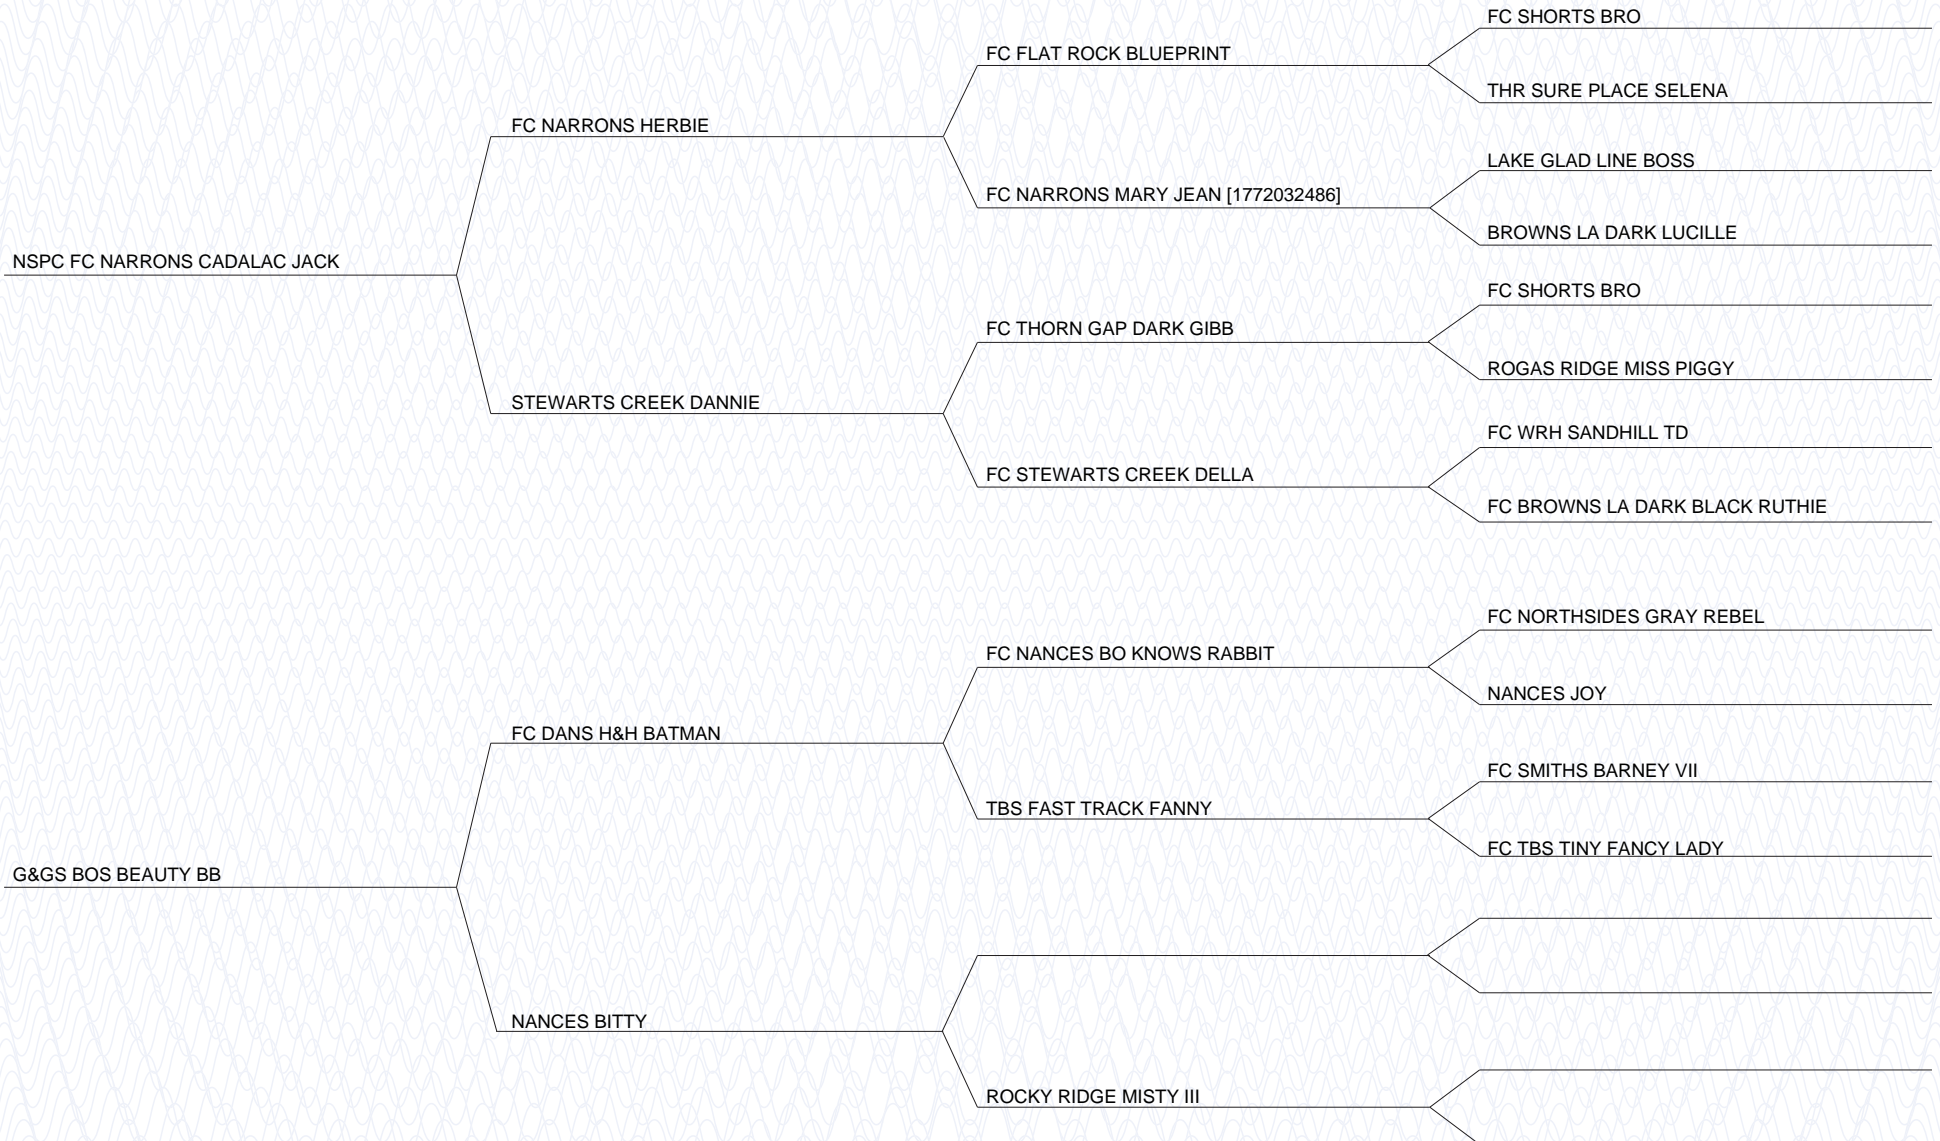 FC SHORTS BRO
FC FLAT ROCK BLUEPRINT
THR SURE PLACE SELENA
FC NARRONS HERBIE
LAKE GLAD LINE BOSS
FC NARRONS MARY JEAN [1772032486]
BROWNS LA DARK LUCILLE
NSPC FC NARRONS CADALAC JACK
FC SHORTS BRO
FC THORN GAP DARK GIBB
ROGAS RIDGE MISS PIGGY
STEWARTS CREEK DANNIE
FC WRH SANDHILL TD
FC STEWARTS CREEK DELLA
FC BROWNS LA DARK BLACK RUTHIE
FC NORTHSIDES GRAY REBEL
FC NANCES BO KNOWS RABBIT
NANCES JOY
FC DANS H&H BATMAN
FC SMITHS BARNEY VII
TBS FAST TRACK FANNY
FC TBS TINY FANCY LADY
G&GS BOS BEAUTY BB
NANCES BITTY
ROCKY RIDGE MISTY III